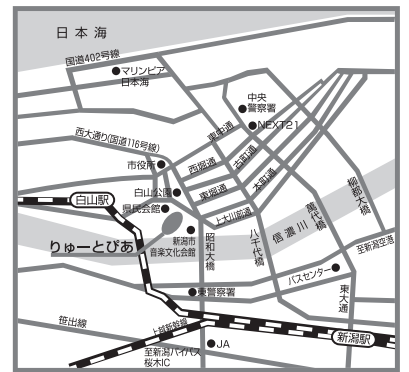 日本海
国道402号線
マリンピア
日本海
中央
警察署
NEXT21
西大通り(国道116号線)
東中通
市役所
西堀通
古町通
柳都大橋
白山公園
東堀通
本町通
白山駅
県民会館
上大川前通
萬代橋
りゅーとぴあ
新潟市
音楽文化会館
昭和大橋
八千代橋
信濃川
至新潟空港
バスセンター
東警察署
東大通
笹出線
上越新幹線
新潟駅
至新潟バイパス
桜木IC
JA